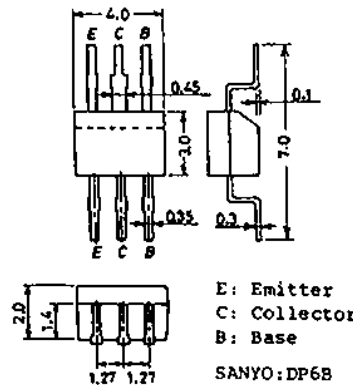 4.0
E C B
0.45
0.1
3.0
7.0
0.35
0.3
E C B
2.0
1.4
1.27 1.27
E: Emitter
C: Collector
B: Base
SANYO:DP6B